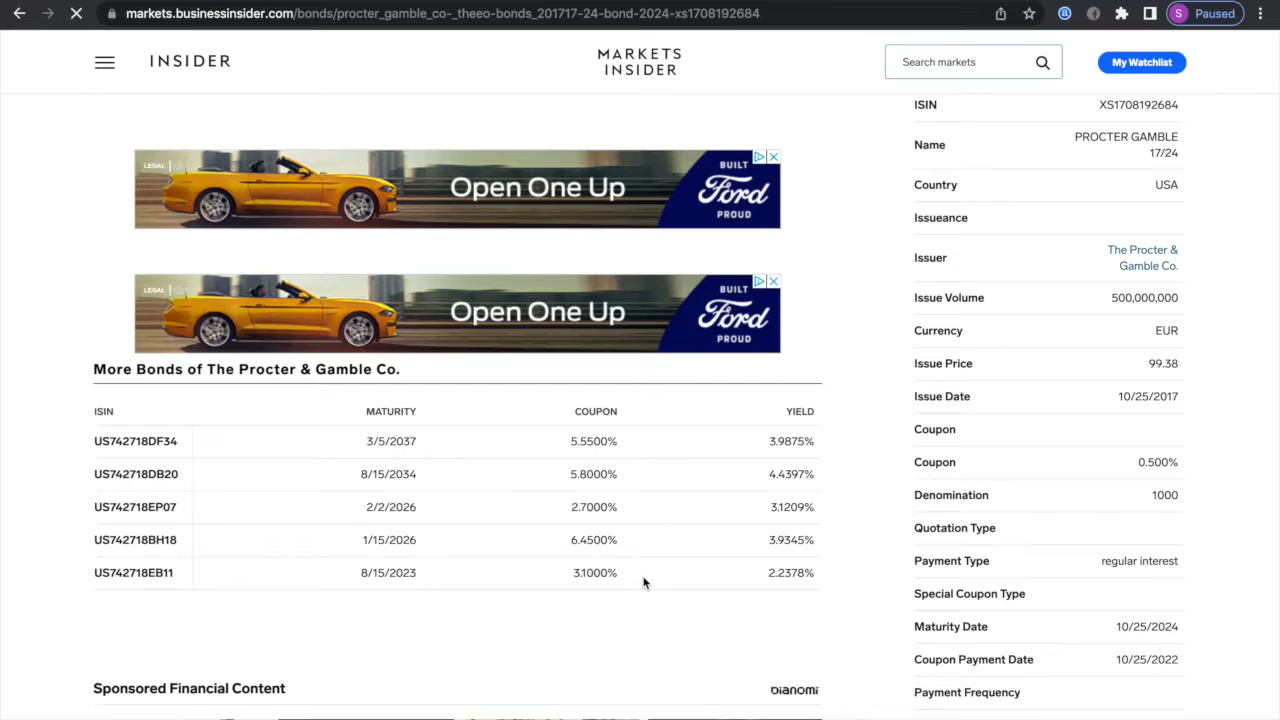 markets.businessinsider.com/bonds/procter_gamble_co-_theeo-bonds_201717-24-bond-2024-xs1708192684
S Paused
INSIDER
MARKETS
INSIDER
Search markets
My Watchlist
LEGAL
Open One Up
BUILT
Ford
PROUD
LEGAL
Open One Up
BUILT
Ford
PROUD
More Bonds of The Procter & Gamble Co.
ISIN MATURITY COUPON YIELD
US742718DF34 3/5/2037 5.5500% 3.9875%
US742718DB20 8/15/2034 5.8000% 4.4397%
US742718EP07 2/2/2026 2.7000% 3.1209%
US742718BH18 1/15/2026 6.4500% 3.9345%
US742718EB11 8/15/2023 3.1000% 2.2378%
Sponsored Financial Content
Dianomi
ISIN XS1708192684
Name PROCTER GAMBLE
17/24
Country USA
Issueance
Issuer The Procter &
Gamble Co.
Issue Volume 500,000,000
Currency EUR
Issue Price 99.38
Issue Date 10/25/2017
Coupon
Coupon 0.500%
Denomination 1000
Quotation Type
Payment Type regular interest
Special Coupon Type
Maturity Date 10/25/2024
Coupon Payment Date 10/25/2022
Payment Frequency